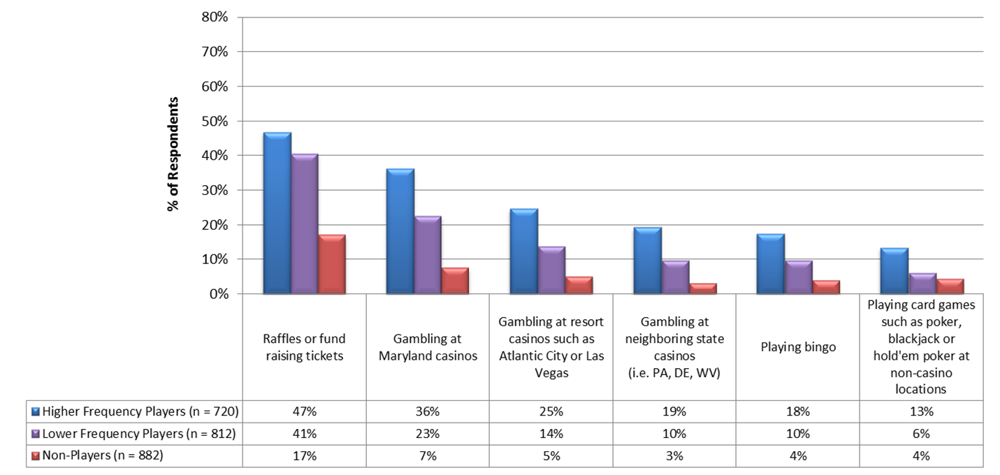 80%
70%
60%
50%
40%
30%
20%
10%
0%
% of Respondents
Raffles or fund
raising tickets
Gambling at
Maryland casinos
Gambling at resort
casinos such as
Atlantic City or Las
Vegas
Gambling at
neighboring state
casinos
(i.e. PA, DE, WV)
Playing bingo
Playing card games
such as poker,
blackjack or
hold'em poker at
non-casino
locations
Higher Frequency Players (n = 720) 47% 36% 25% 19% 18% 13%
Lower Frequency Players (n = 812) 41% 23% 14% 10% 10% 6%
Non-Players (n = 882) 17% 7% 5% 3% 4% 4%